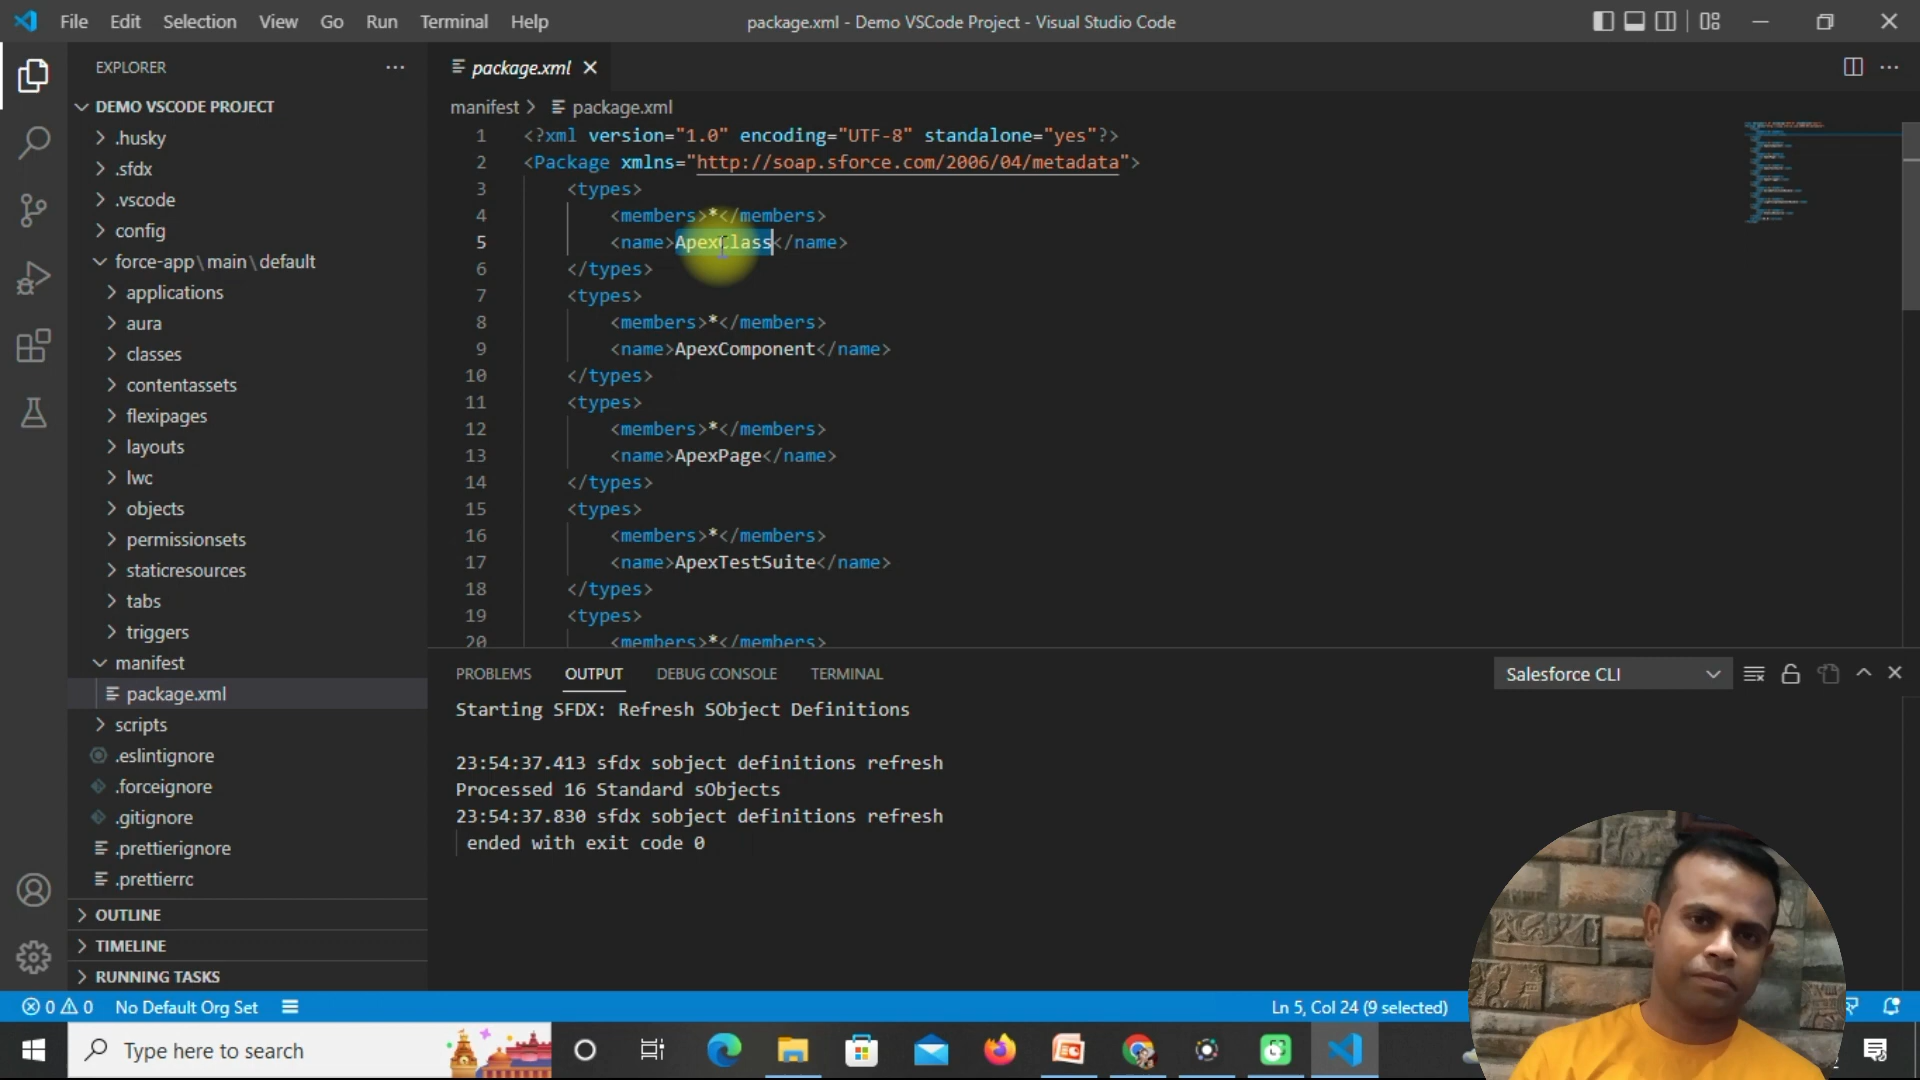 File Edit Selection View Go Run Terminal Help
package.xml - Demo VSCode Project - Visual Studio Code
EXPLORER
DEMO VSCODE PROJECT
.husky
.sfdx
.vscode
config
force-app\main\default
applications
aura
classes
contentassets
flexipages
layouts
lwc
objects
permissionsets
staticresources
tabs
triggers
manifest
package.xml
scripts
.eslintignore
.forceignore
.gitignore
.prettierignore
.prettierrc
OUTLINE
TIMELINE
RUNNING TASKS
package.xml
manifest > package.xml
1 <?xml version="1.0" encoding="UTF-8" standalone="yes"?>
2 <Package xmlns="http://soap.sforce.com/2006/04/metadata">
3 <types>
4 <members>*</members>
5 <name>ApexClass</name>
6 </types>
7 <types>
8 <members>*</members>
9 <name>ApexComponent</name>
10 </types>
11 <types>
12 <members>*</members>
13 <name>ApexPage</name>
14 </types>
15 <types>
16 <members>*</members>
17 <name>ApexTestSuite</name>
18 </types>
19 <types>
20 <members>*</members>
PROBLEMS OUTPUT DEBUG CONSOLE TERMINAL
Salesforce CLI
Starting SFDX: Refresh SObject Definitions
23:54:37.413 sfdx sobject definitions refresh
Processed 16 Standard sObjects
23:54:37.830 sfdx sobject definitions refresh
ended with exit code 0
0 0 No Default Org Set
Ln 5, Col 24 (9 selected)
Type here to search